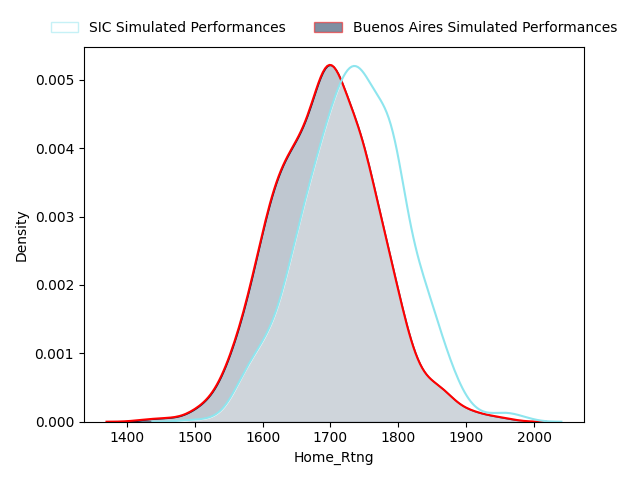 SIC Simulated Performances
Buenos Aires Simulated Performances
Density
0.005
0.004
0.003
0.002
0.001
0.000
1400 1500 1600 1700 1800 1900 2000
Home_Rtng